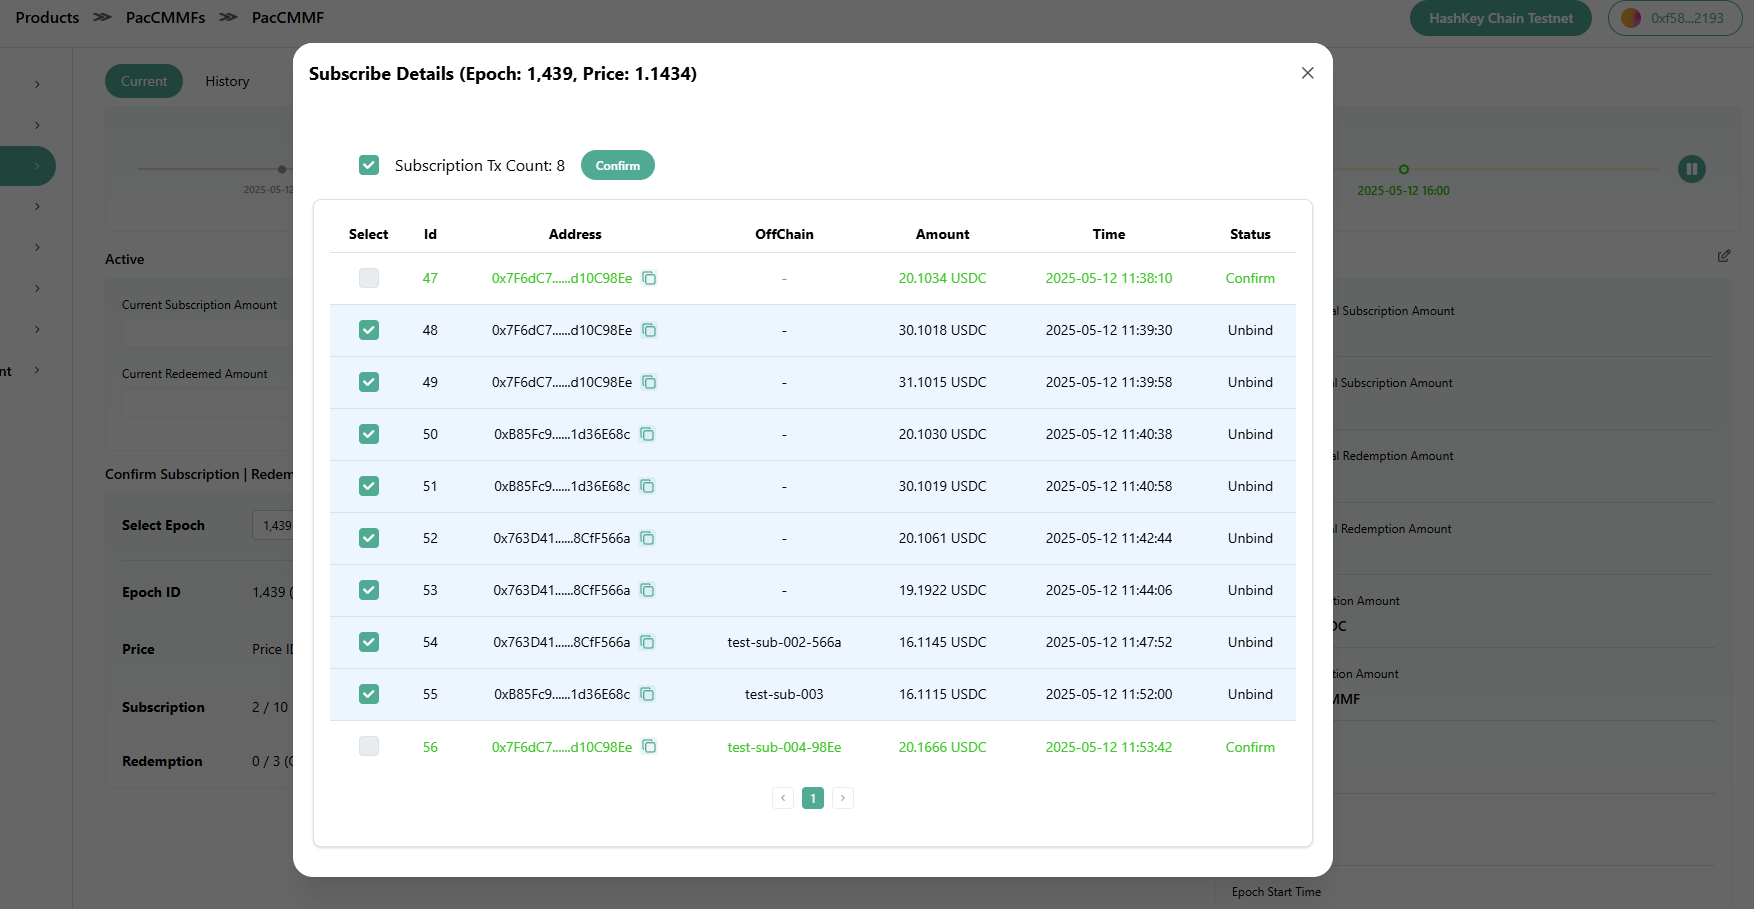 Products PacCMMFs PacCMMF
HashKey Chain Testnet 0xf58...2193
Current History
2025-05-12
2025-05-12 16:00
Active
Current Subscription Amount
Current Redeemed Amount
Confirm Subscription | Redem
Select Epoch 1,439
Epoch ID 1,439 (
Price Price ID
Subscription 2 / 10
Redemption 0 / 3 (
nt
Subscribe Details (Epoch: 1,439, Price: 1.1434)
Subscription Tx Count: 8 Confirm
Select Id Address OffChain Amount Time Status
47 0x7F6dC7......d10C98Ee - 20.1034 USDC 2025-05-12 11:38:10 Confirm
48 0x7F6dC7......d10C98Ee - 30.1018 USDC 2025-05-12 11:39:30 Unbind
49 0x7F6dC7......d10C98Ee - 31.1015 USDC 2025-05-12 11:39:58 Unbind
50 0xB85Fc9......1d36E68c - 20.1030 USDC 2025-05-12 11:40:38 Unbind
51 0xB85Fc9......1d36E68c - 30.1019 USDC 2025-05-12 11:40:58 Unbind
52 0x763D41......8CfF566a - 20.1061 USDC 2025-05-12 11:42:44 Unbind
53 0x763D41......8CfF566a - 19.1922 USDC 2025-05-12 11:44:06 Unbind
54 0x763D41......8CfF566a test-sub-002-566a 16.1145 USDC 2025-05-12 11:47:52 Unbind
55 0xB85Fc9......1d36E68c test-sub-003 16.1115 USDC 2025-05-12 11:52:00 Unbind
56 0x7F6dC7......d10C98Ee test-sub-004-98Ee 20.1666 USDC 2025-05-12 11:53:42 Confirm
1
al Subscription Amount
l Subscription Amount
al Redemption Amount
l Redemption Amount
tion Amount
DC
tion Amount
MMF
Epoch Start Time